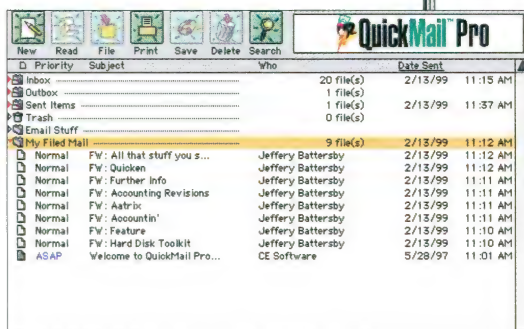 New Read File Print Save Delete Search
QuickMail™ Pro
Priority Subject Who Date Sent
Inbox 20 file(s) 2/13/99 11:15 AM
Outbox 1 file(s)
Sent Items 1 file(s) 2/13/99 11:37 AM
Trash 0 file(s)
Email Stuff
My Filed Mail 9 file(s) 2/13/99 11:12 AM
Normal FW: All that stuff you s... Jeffery Battersby 2/13/99 11:12 AM
Normal FW: Quicken Jeffery Battersby 2/13/99 11:12 AM
Normal FW: Further info Jeffery Battersby 2/13/99 11:11 AM
Normal FW: Accounting Revisions Jeffery Battersby 2/13/99 11:11 AM
Normal FW: Aatrix Jeffery Battersby 2/13/99 11:11 AM
Normal FW: Accountin' Jeffery Battersby 2/13/99 11:11 AM
Normal FW: Feature Jeffery Battersby 2/13/99 11:10 AM
Normal FW: Hard Disk Toolkit Jeffery Battersby 2/13/99 11:10 AM
ASAP Welcome to QuickMail Pro... CE Software 5/28/97 11:01 AM